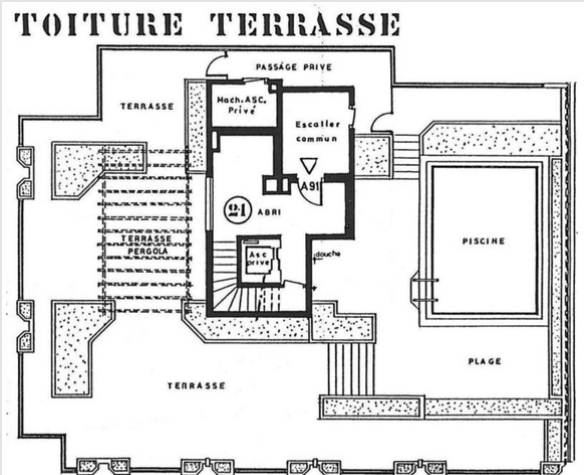 TOITURE TERRASSE
PASSÁGE PRIVE
TERRASSE
Mach.ASC.
Privé
Escalier
commun
A91
21
ABRI
TERRASSE
PERGOLA
PISCINE
Asc
privé
douche
PLAGE
TERRASSE